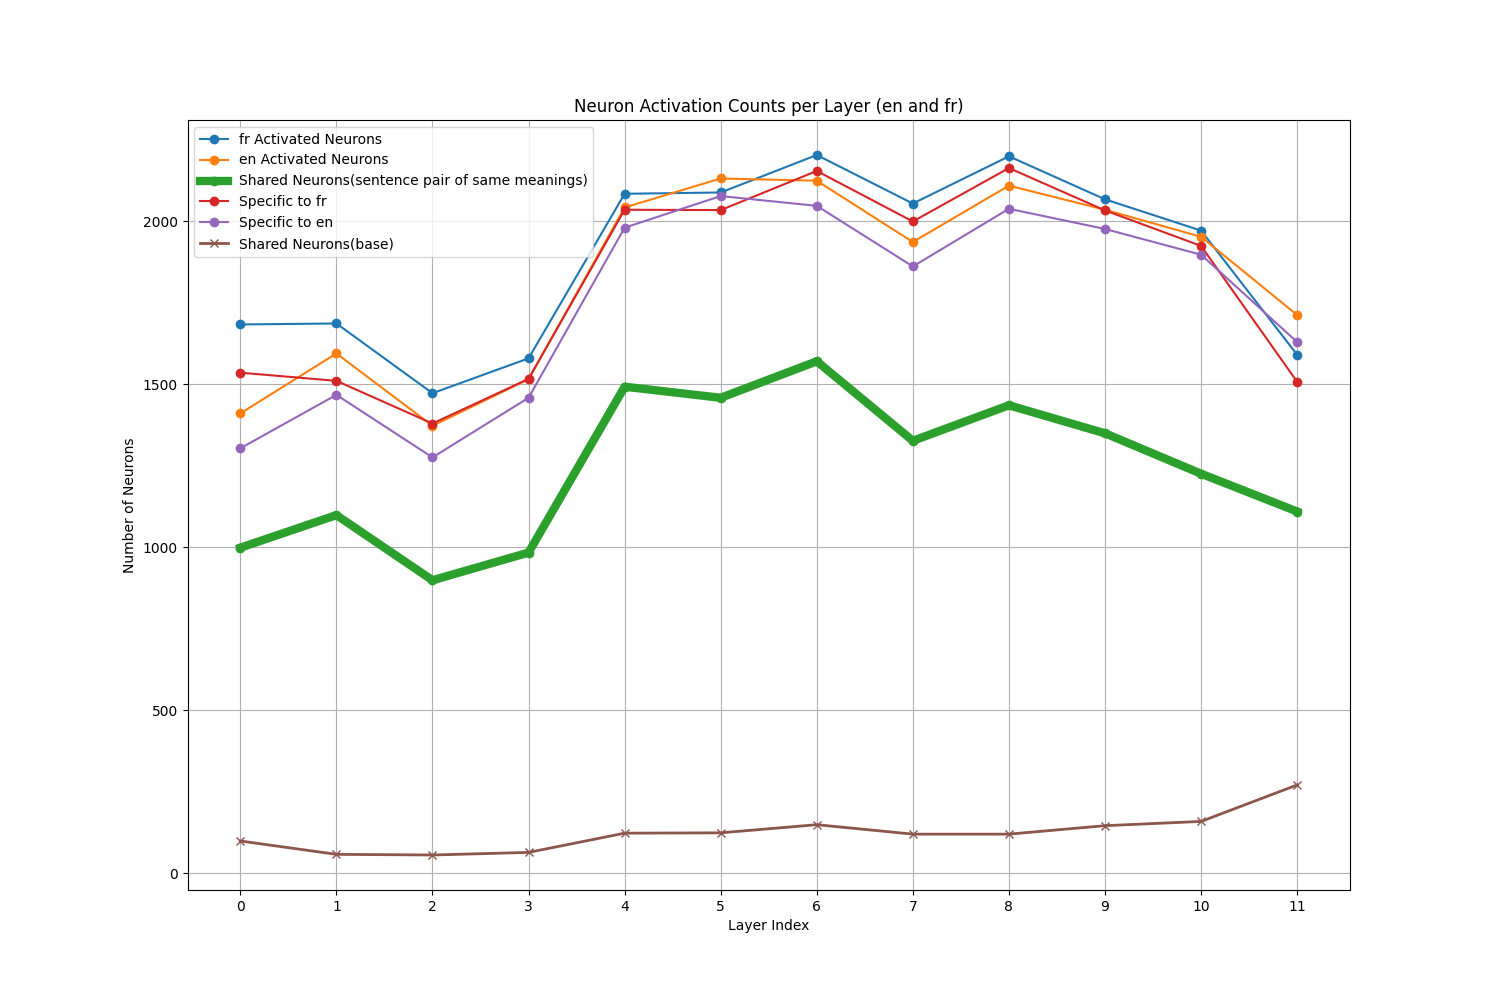 Neuron Activation Counts per Layer (en and fr)
fr Activated Neurons
en Activated Neurons
Shared Neurons(sentence pair of same meanings)
Specific to fr
Specific to en
Shared Neurons(base)
Number of Neurons
2000
1500
1000
500
0
0 1 2 3 4 5 6 7 8 9 10 11
Layer Index